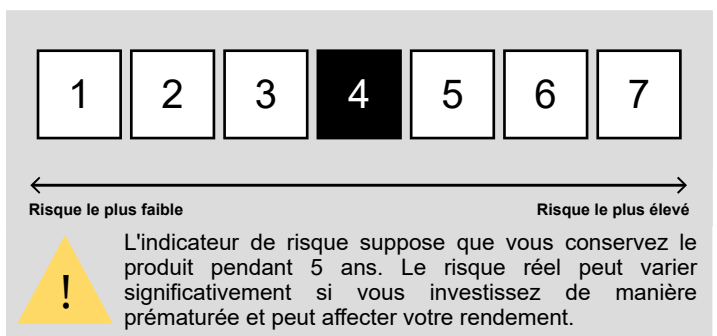 1 2 3 4 5 6 7
Risque le plus faible Risque le plus élevé
L'indicateur de risque suppose que vous conservez le
produit pendant 5 ans. Le risque réel peut varier
! significativement si vous investissez de manière
prématurée et peut affecter votre rendement.